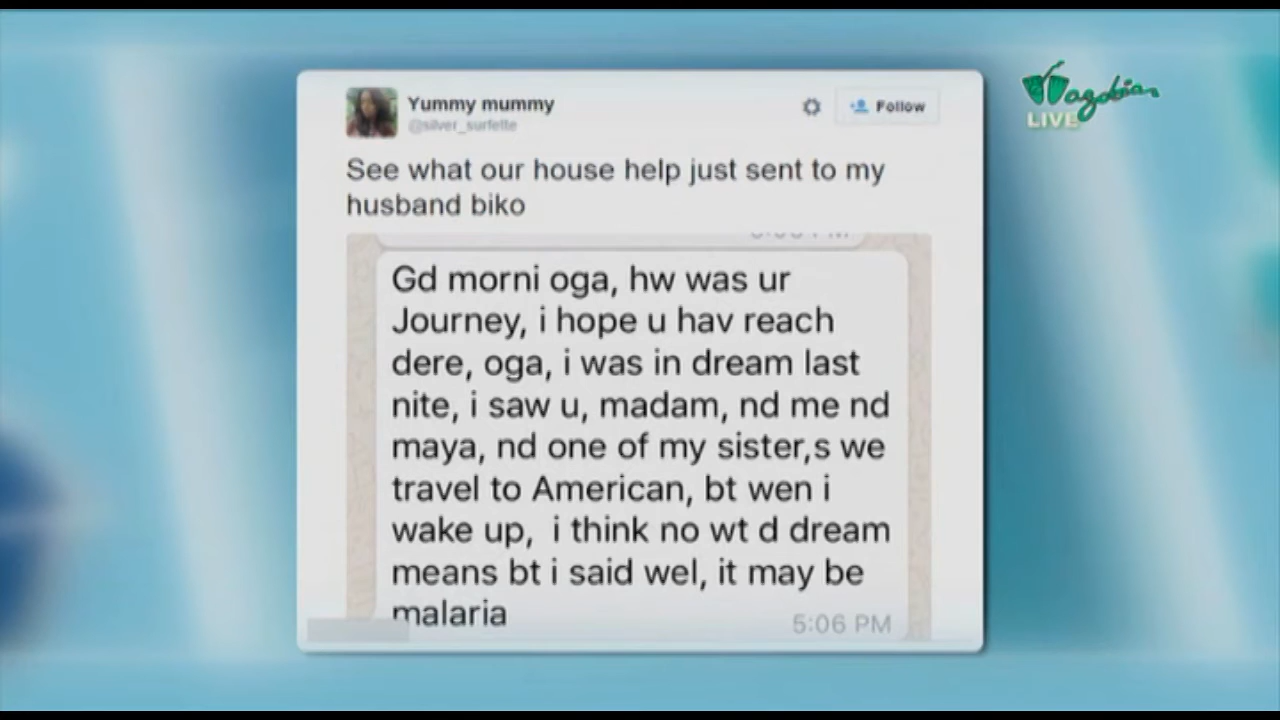 Wazobia
LIVE
Yummy mummy
@silver_surfette
Follow
See what our house help just sent to my
husband biko
Gd morni oga, hw was ur
Journey, i hope u hav reach
dere, oga, i was in dream last
nite, i saw u, madam, nd me nd
maya, nd one of my sister,s we
travel to American, bt wen i
wake up, i think no wt d dream
means bt i said wel, it may be
malaria
5:06 PM